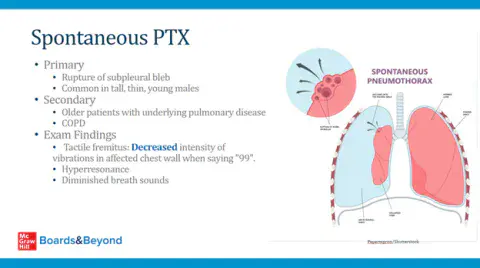 Spontaneous PTX
• Primary
• Rupture of subpleural bleb
• Common in tall, thin, young males
• Secondary
• Older patients with underlying pulmonary disease
• COPD
• Exam Findings
• Tactile fremitus: Decreased intensity of
vibrations in affected chest wall when saying "99".
• Hyperresonance
• Diminished breath sounds
SPONTANEOUS
PNEUMOTHORAX
Mc
Graw
Hill
Boards&Beyond